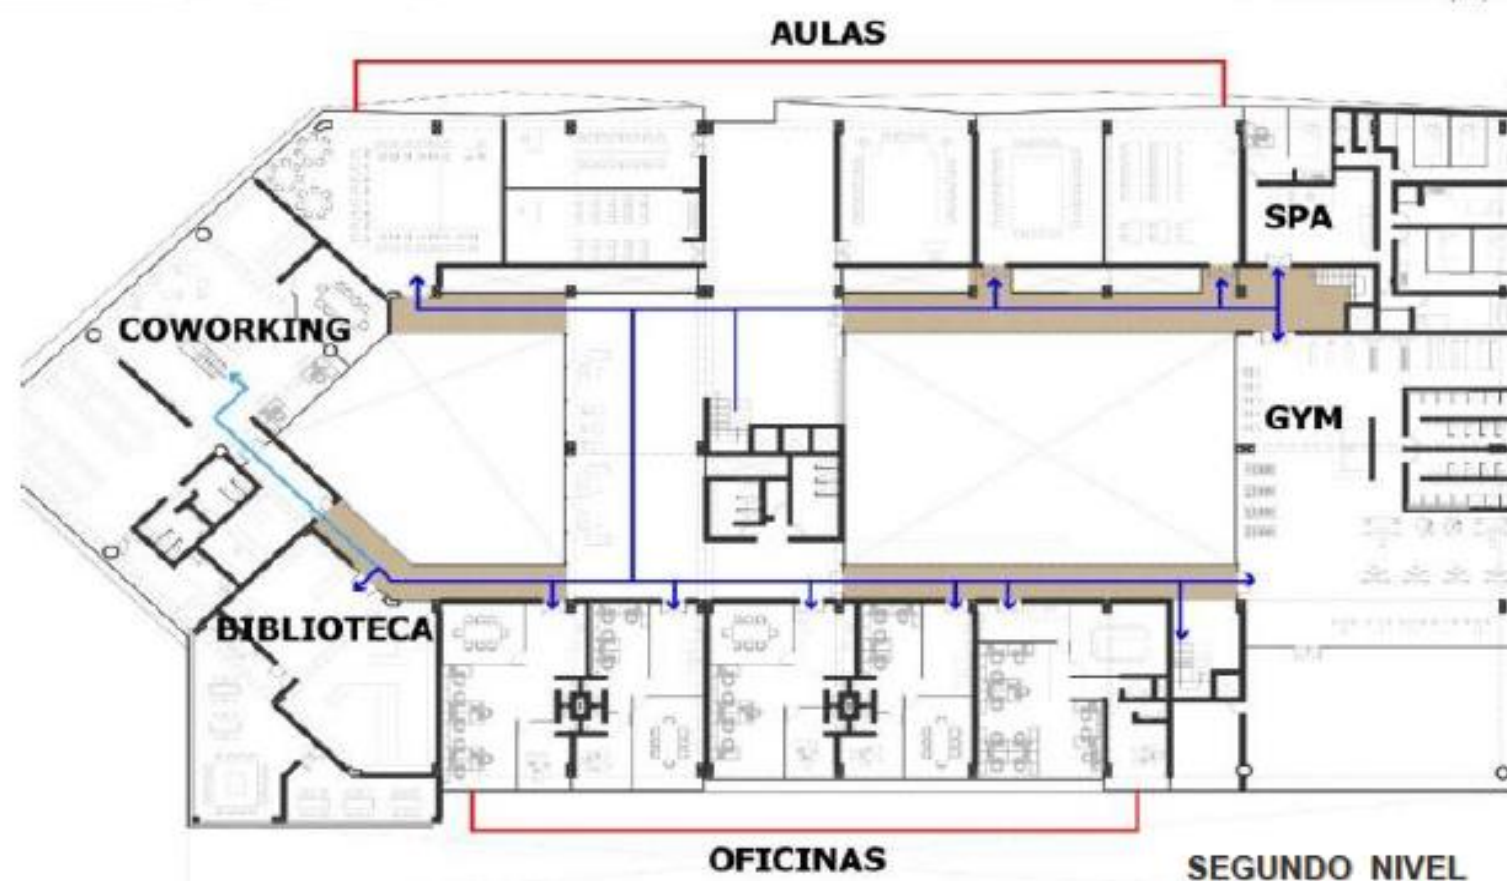 AULAS
SPA
COWORKING
GYM
BIBLIOTECA
OFICINAS
SEGUNDO NIVEL